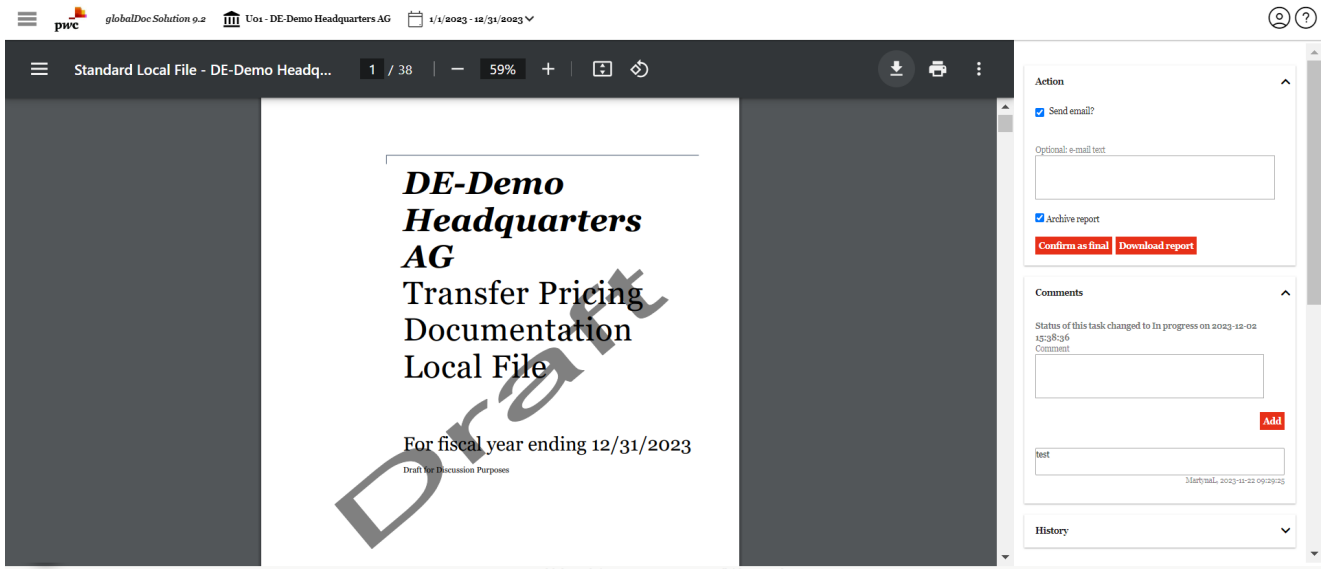 pwc
globalDoc Solution 9.2
U01 - DE-Demo Headquarters AG
1/1/2023 - 12/31/2023
?
Standard Local File - DE-Demo Headq...
1 / 38
59%
DE-Demo
Headquarters
AG
Transfer Pricing
Documentation
Local File
For fiscal year ending 12/31/2023
Draft for Discussion Purposes
Draft
Action
Send email?
Optional: e-mail text
Archive report
Confirm as final Download report
Comments
Status of this task changed to In progress on 2023-12-02
15:38:36
Comment
Add
test
MartynaL, 2023-11-22 09:29:25
History